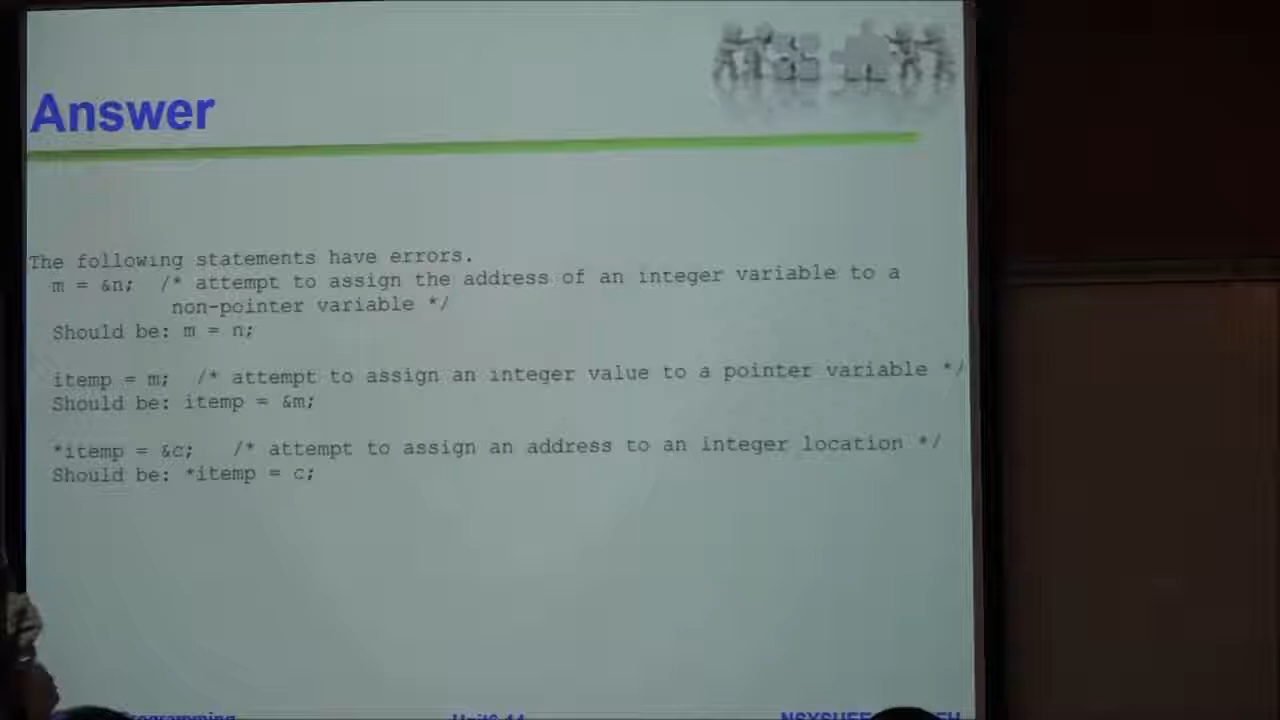 Answer
The following statements have errors.
m = &n; /* attempt to assign the address of an integer variable to a
non-pointer variable */
Should be: m = n;
itemp = m; /* attempt to assign an integer value to a pointer variable */
Should be: itemp = &m;
*itemp = &c; /* attempt to assign an address to an integer location */
Should be: *itemp = c;